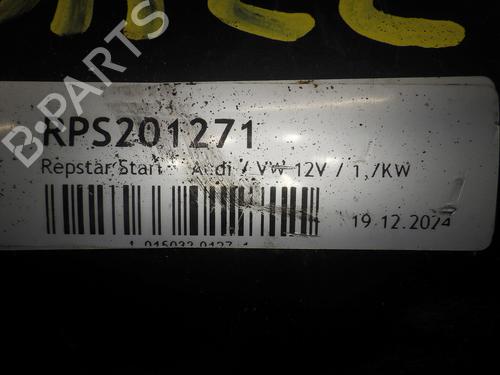 B-PARTS
RPS201271
Repstar Start Audi / VW 12V / 1,7KW
19.12.2024